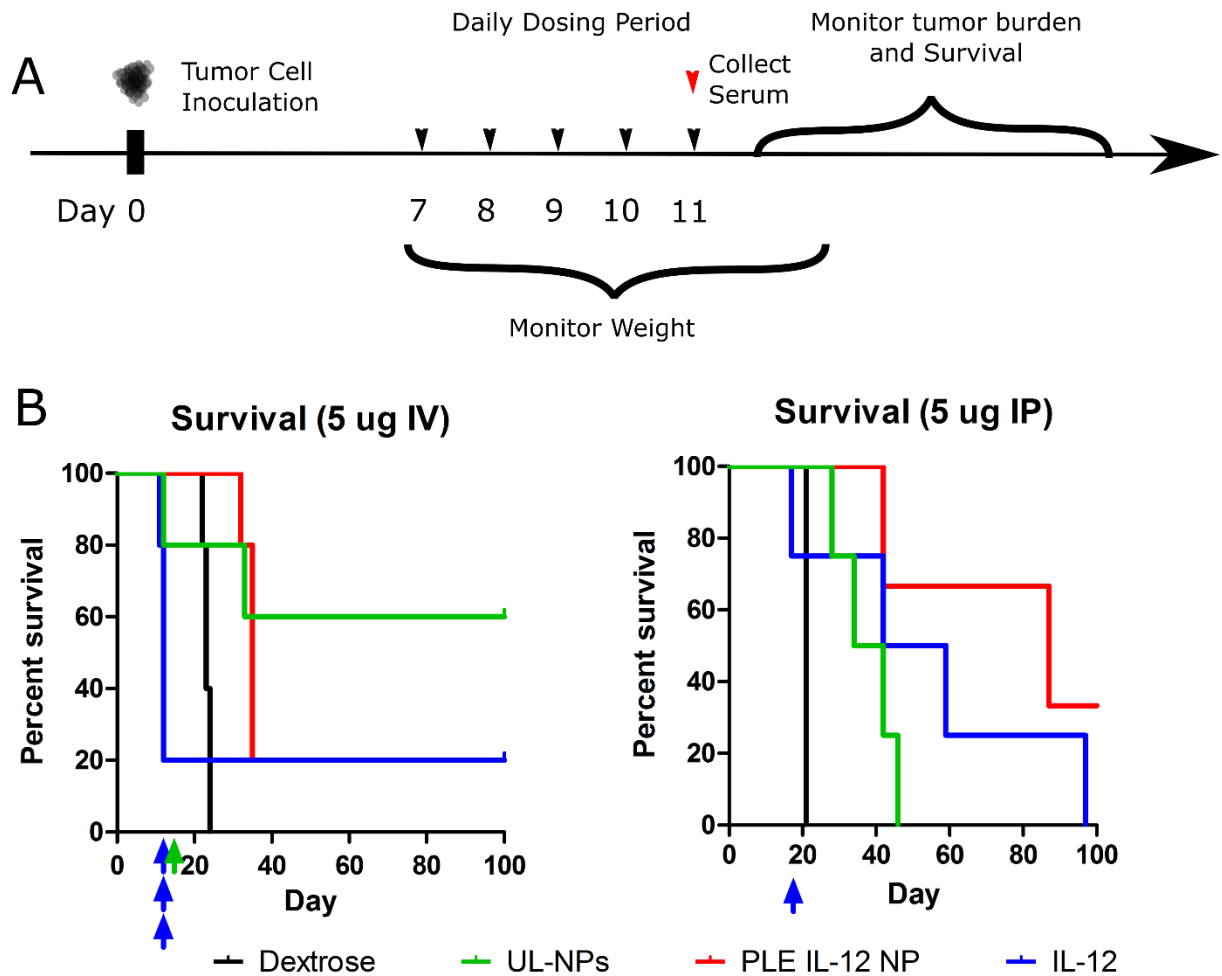 A
Tumor Cell
Inoculation
Daily Dosing Period
Collect
Serum
Monitor tumor burden
and Survival
Day 0
7 8 9 10 11
Monitor Weight
B
Survival (5 ug IV)
Percent survival
100
80
60
40
20
0
0 20 40 60 80 100
Day
Survival (5 ug IP)
Percent survival
100
80
60
40
20
0
0 20 40 60 80 100
Day
Dextrose UL-NPs PLE IL-12 NP IL-12